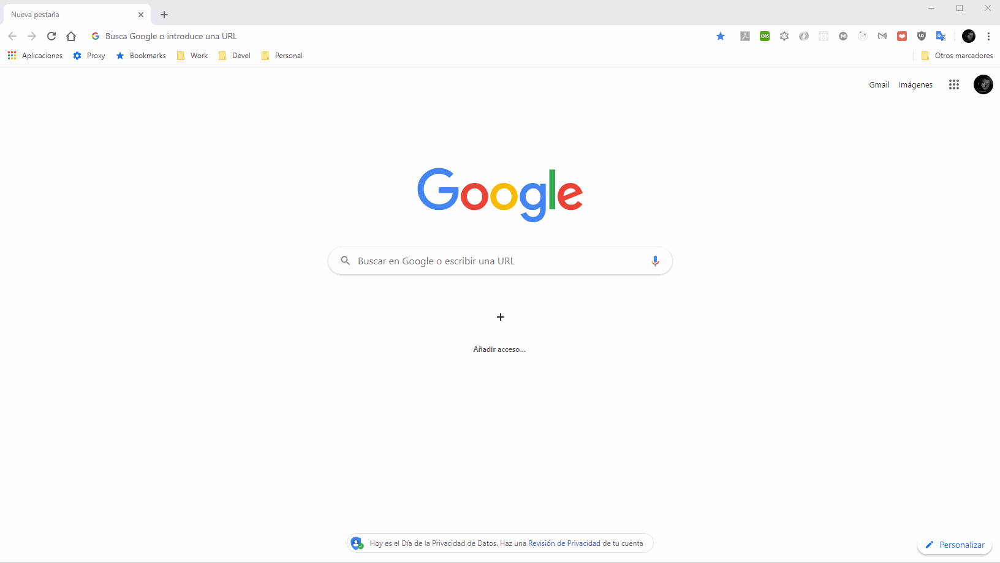 Nueva pestaña
Busca Google o introduce una URL
CORS
Aplicaciones Proxy Bookmarks Work Devel Personal Otros marcadores
Gmail Imágenes
Google
Buscar en Google o escribir una URL
Añadir acceso...
Hoy es el Día de la Privacidad de Datos. Haz una Revisión de Privacidad de tu cuenta
Personalizar